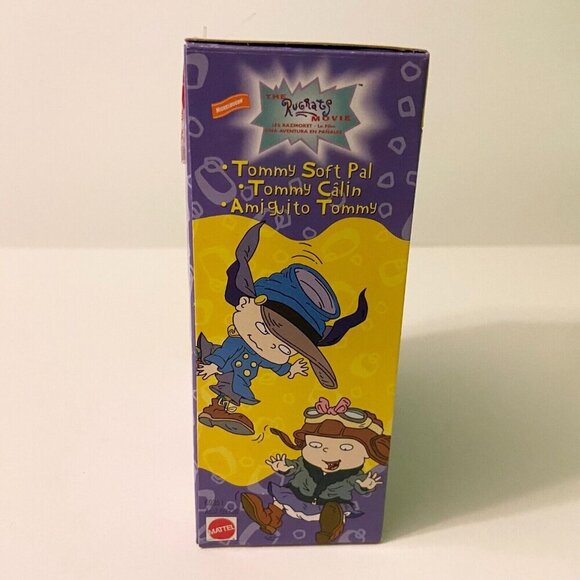 NICKELODEON
THE
Rugrats
MOVIE
LES RAZMOKET - Le Film
UNA AVENTURA EN PAÑALES
• Tommy Soft Pal
• Tommy Câlin
• Amiguito Tommy
MATTEL